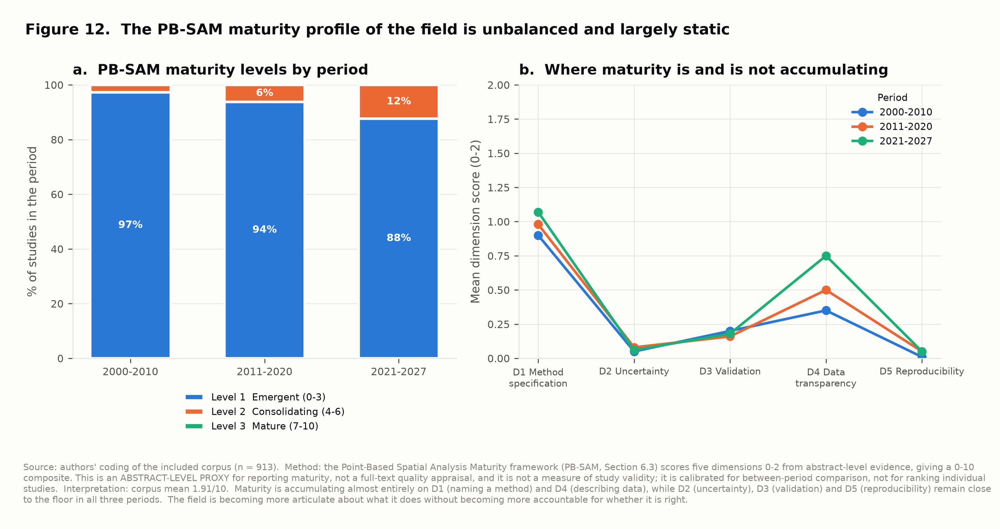 Figure 12.  The PB-SAM maturity profile of the field is unbalanced and largely static
a.  PB-SAM maturity levels by period
% of studies in the period
100
80
60
40
20
0
97%
6%
94%
12%
88%
2000-2010
2011-2020
2021-2027
Level 1  Emergent (0-3)
Level 2  Consolidating (4-6)
Level 3  Mature (7-10)
b.  Where maturity is and is not accumulating
Mean dimension score (0-2)
2.00
1.75
1.50
1.25
1.00
0.75
0.50
0.25
0.00
Period
2000-2010
2011-2020
2021-2027
D1 Method
specification
D2 Uncertainty
D3 Validation
D4 Data
transparency
D5 Reproducibility
Source: authors' coding of the included corpus (n = 913).  Method: the Point-Based Spatial Analysis Maturity framework (PB-SAM, Section 6.3) scores five dimensions 0-2 from abstract-level evidence, giving a 0-10
composite. This is an ABSTRACT-LEVEL PROXY for reporting maturity, not a full-text quality appraisal, and it is not a measure of study validity; it is calibrated for between-period comparison, not for ranking individual
studies.  Interpretation: corpus mean 1.91/10.  Maturity is accumulating almost entirely on D1 (naming a method) and D4 (describing data), while D2 (uncertainty), D3 (validation) and D5 (reproducibility) remain close
to the floor in all three periods.  The field is becoming more articulate about what it does without becoming more accountable for whether it is right.